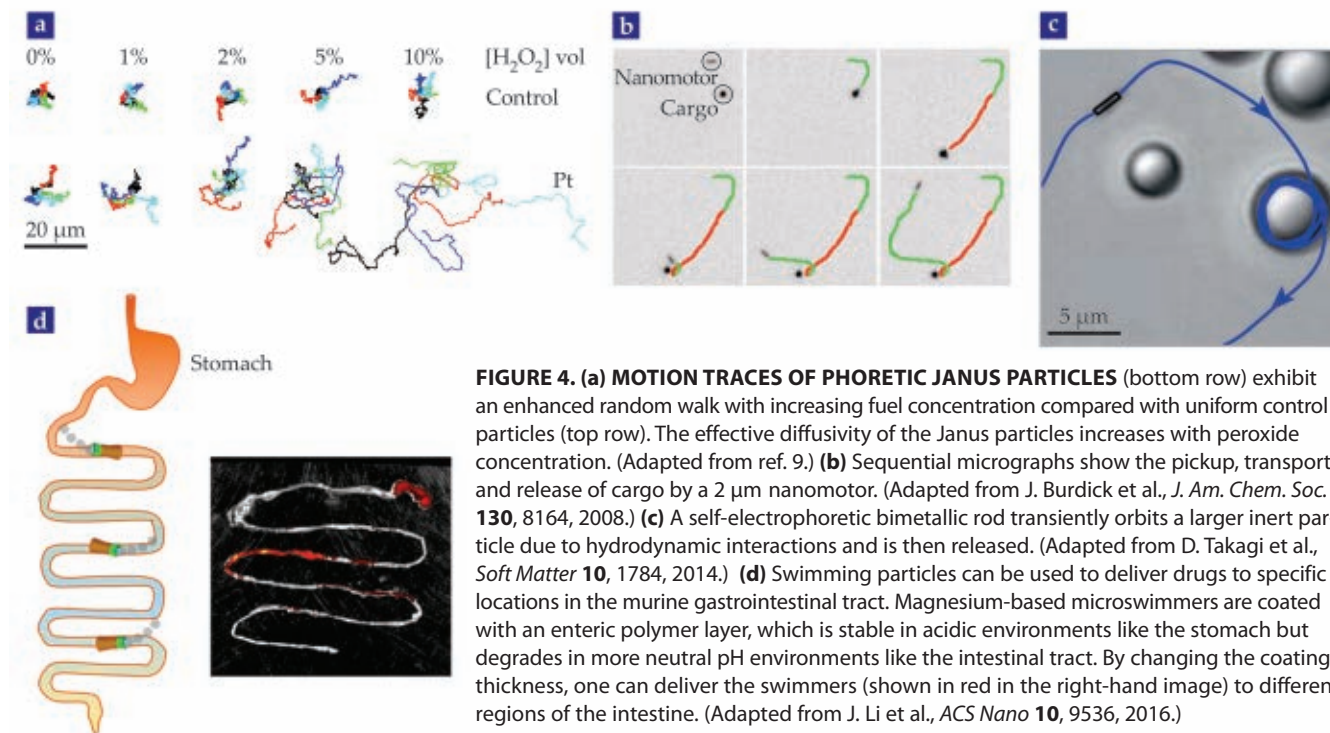 a
0%
1%
2%
5%
10%
[H₂O₂] vol
Control
Pt
20 µm
b
Nanomotor
Cargo
c
5 µm
d
Stomach
FIGURE 4. (a) MOTION TRACES OF PHORETIC JANUS PARTICLES (bottom row) exhibit
an enhanced random walk with increasing fuel concentration compared with uniform control
particles (top row). The effective diffusivity of the Janus particles increases with peroxide
concentration. (Adapted from ref. 9.) (b) Sequential micrographs show the pickup, transport
and release of cargo by a 2 µm nanomotor. (Adapted from J. Burdick et al., J. Am. Chem. Soc.
130, 8164, 2008.) (c) A self-electrophoretic bimetallic rod transiently orbits a larger inert par
ticle due to hydrodynamic interactions and is then released. (Adapted from D. Takagi et al.,
Soft Matter 10, 1784, 2014.) (d) Swimming particles can be used to deliver drugs to specific
locations in the murine gastrointestinal tract. Magnesium-based microswimmers are coated
with an enteric polymer layer, which is stable in acidic environments like the stomach but
degrades in more neutral pH environments like the intestinal tract. By changing the coating
thickness, one can deliver the swimmers (shown in red in the right-hand image) to differen
regions of the intestine. (Adapted from J. Li et al., ACS Nano 10, 9536, 2016.)